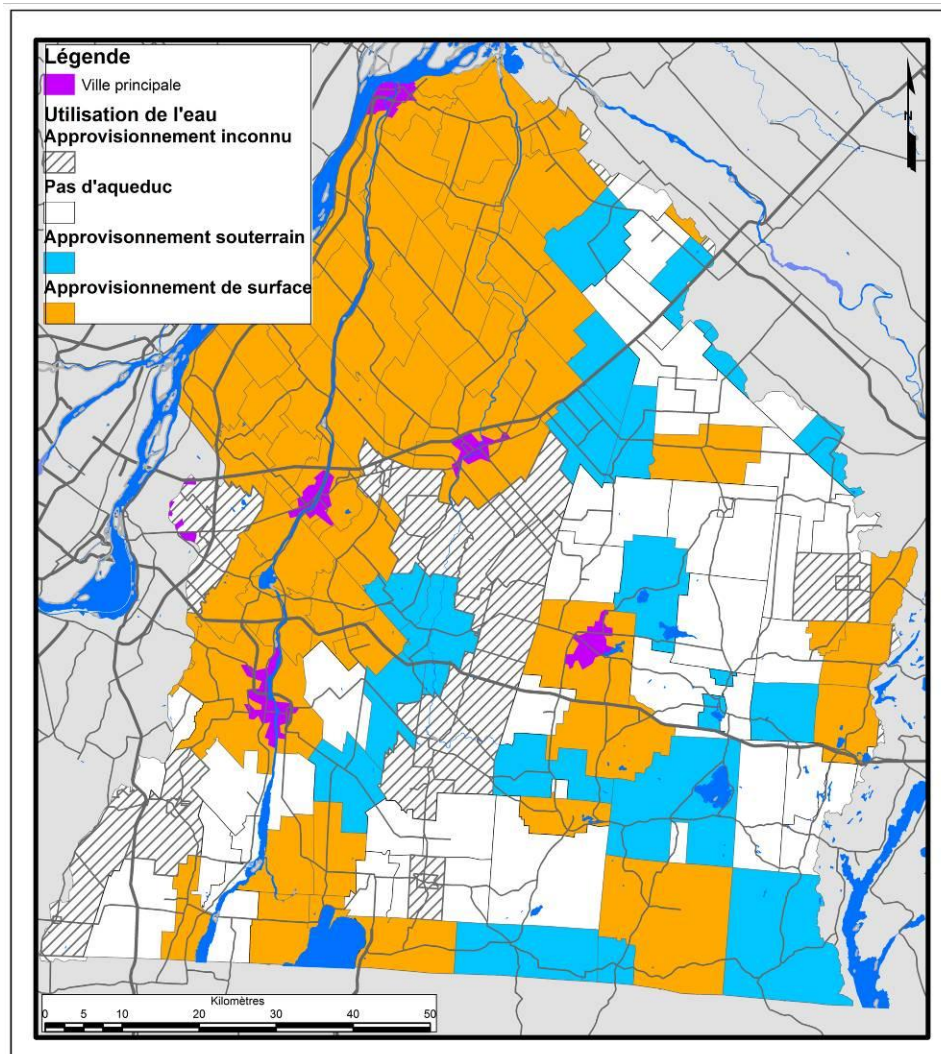 Légende
Ville principale
Utilisation de l'eau
Approvisionnement inconnu
Pas d'aqueduc
Approvisonnement souterrain
Approvisionnement de surface
N
Kilomètres
0 5 10 20 30 40 50